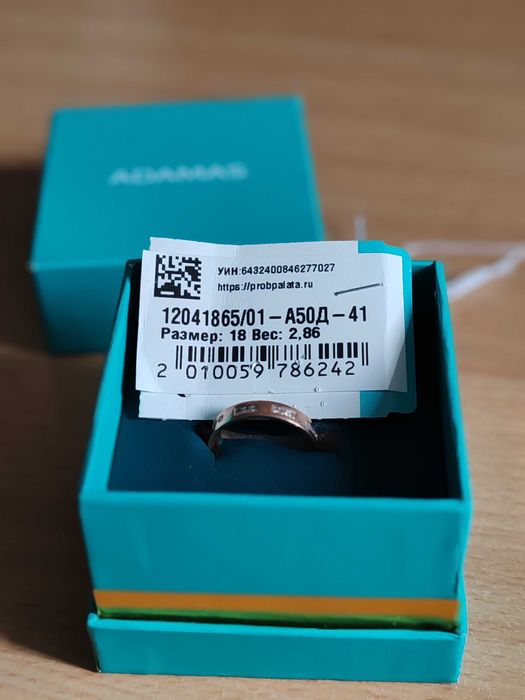 ADAMAS
УИН:6432400846277027
https://probpalata.ru
12041865/01-А50Д-41
Размер: 18 Вес: 2,86
2 010059 786242